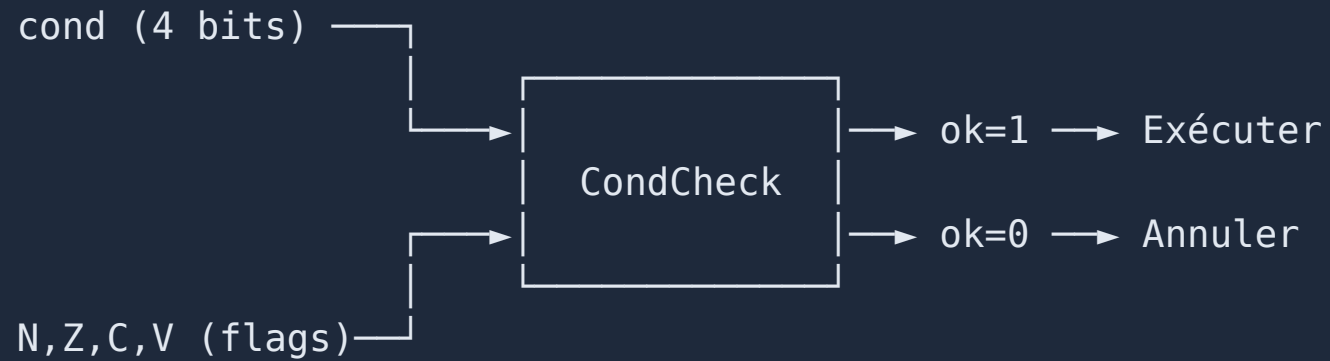 cond (4 bits)
ok=1 Exécuter
CondCheck
ok=0 Annuler
N,Z,C,V (flags)